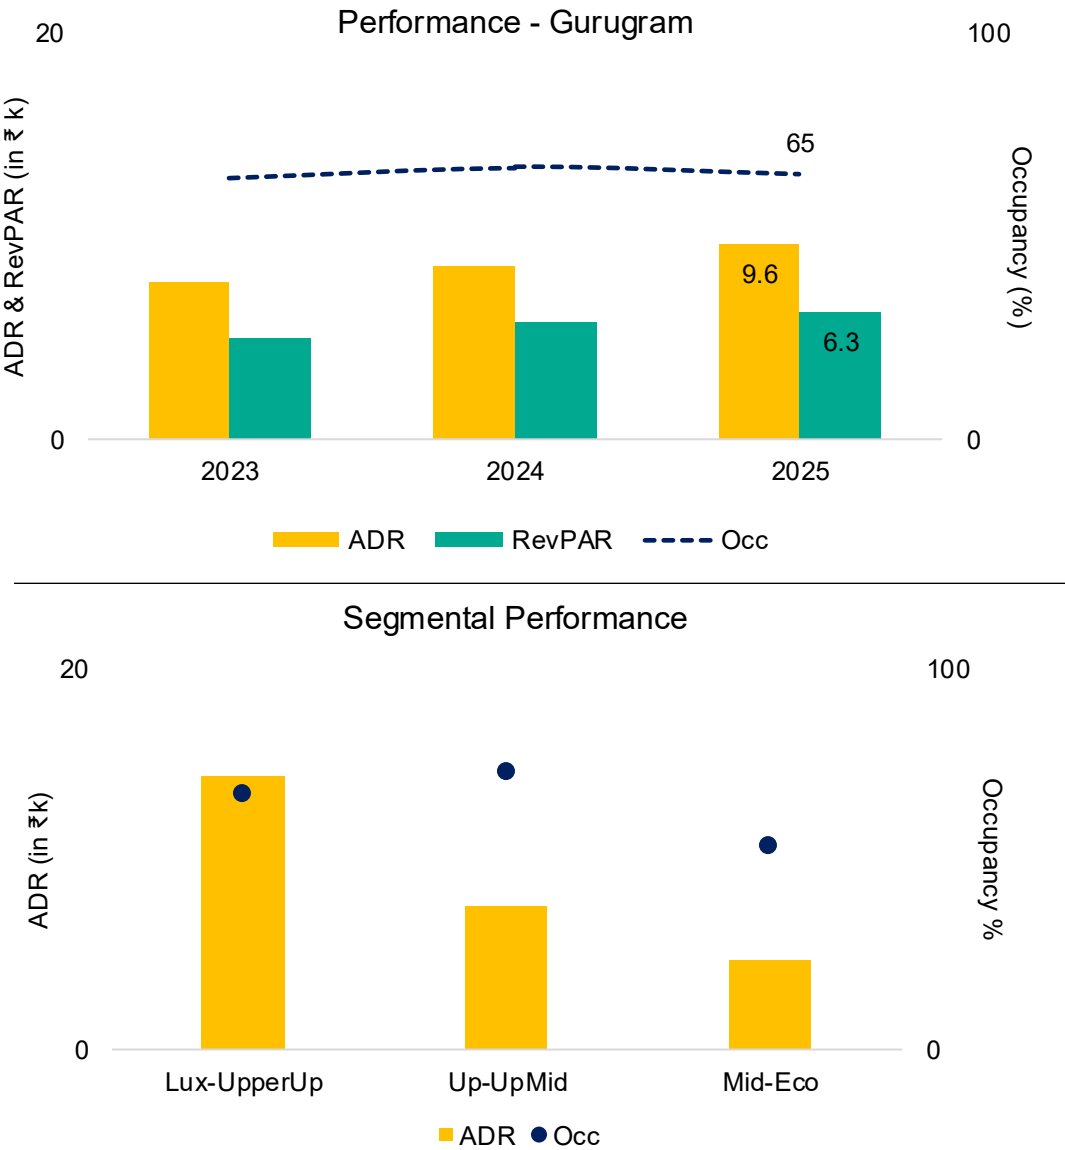 Performance - Gurugram
20
100
ADR & RevPAR (in ₹ k)
Occupancy (%)
65
9.6
6.3
0
0
2023
2024
2025
ADR
RevPAR
Occ
Segmental Performance
20
100
ADR (in ₹k)
Occupancy %
0
0
Lux-UpperUp
Up-UpMid
Mid-Eco
ADR
Occ